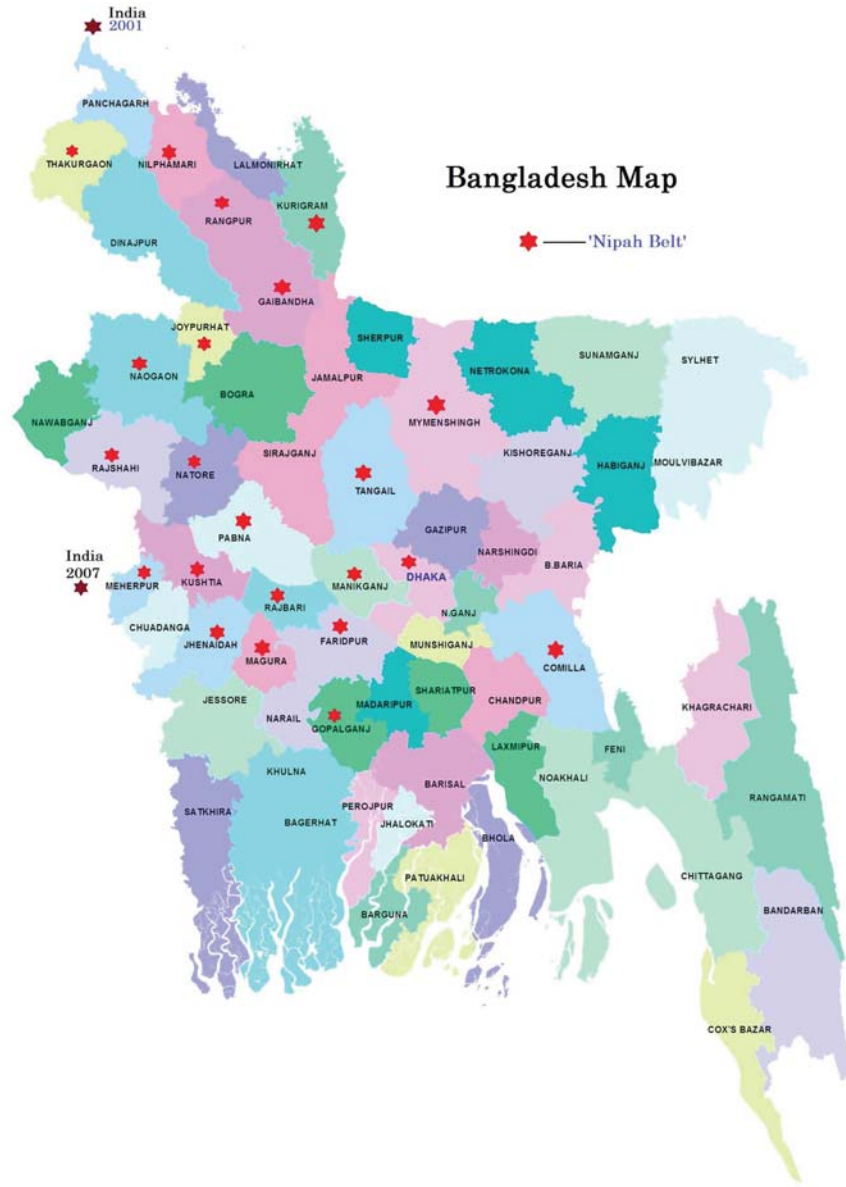 India
2001
PANCHAGARH
THAKURGAON
NILPHAMARI
LALMONIRHAT
Bangladesh Map
RANGPUR
KURIGRAM
DINAJPUR
'Nipah Belt'
GAIBANDHA
JOYPURHAT
SHERPUR
SUNAMGANJ
SYLHET
NETROKONA
NAOGAON
JAMALPUR
BOGRA
NAWABGANJ
MYMENSHINGH
SIRAJGANJ
KISHOREGANJ
RAJSHAHI
NATORE
HABIGANJ
MOULVIBAZAR
TANGAIL
PABNA
GAZIPUR
India
2007
NARSHINGDI
B.BARIA
MEHERPUR
KUSHTIA
MANIKGANJ
DHAKA
RAJBARI
N.GANJ
CHUADANGA
JHENAIDAH
FARIDPUR
MUNSHIGANJ
MAGURA
COMILLA
JESSORE
SHARIATPUR
MADARIPUR
CHANDPUR
KHAGRACHARI
NARAIL
GOPALGANJ
LAXMIPUR
FENI
KHULNA
BARISAL
NOAKHALI
RANGAMATI
SATKHIRA
PEROJPUR
BAGERHAT
JHALOKATI
BHOLA
CHITTAGANG
PATUAKHALI
BARGUNA
BANDARBAN
COX'S BAZAR